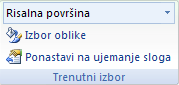 Risalna površina
Izbor oblike
Ponastavi na ujemanje sloga
Trenutni izbor